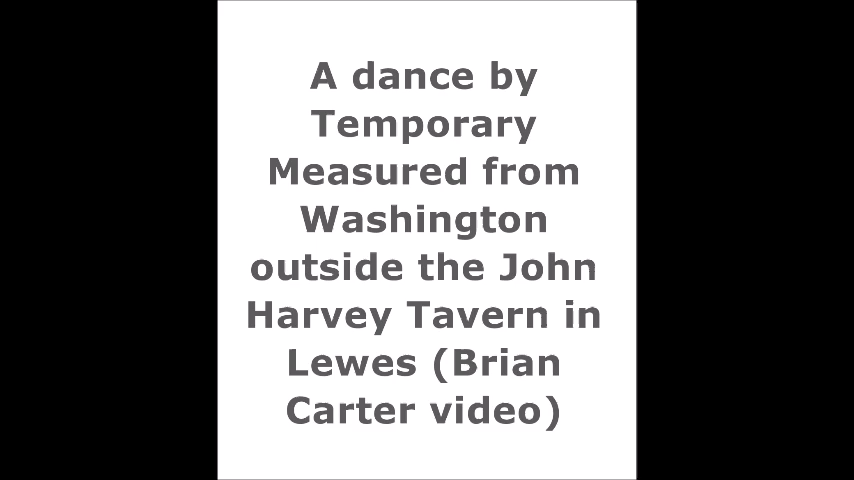 A dance by
Temporary
Measured from
Washington
outside the John
Harvey Tavern in
Lewes (Brian
Carter video)